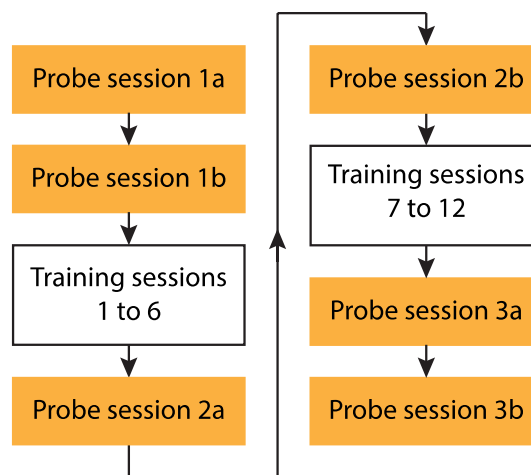 Probe session 1a
Probe session 1b
Training sessions
1 to 6
Probe session 2a
Probe session 2b
Training sessions
7 to 12
Probe session 3a
Probe session 3b